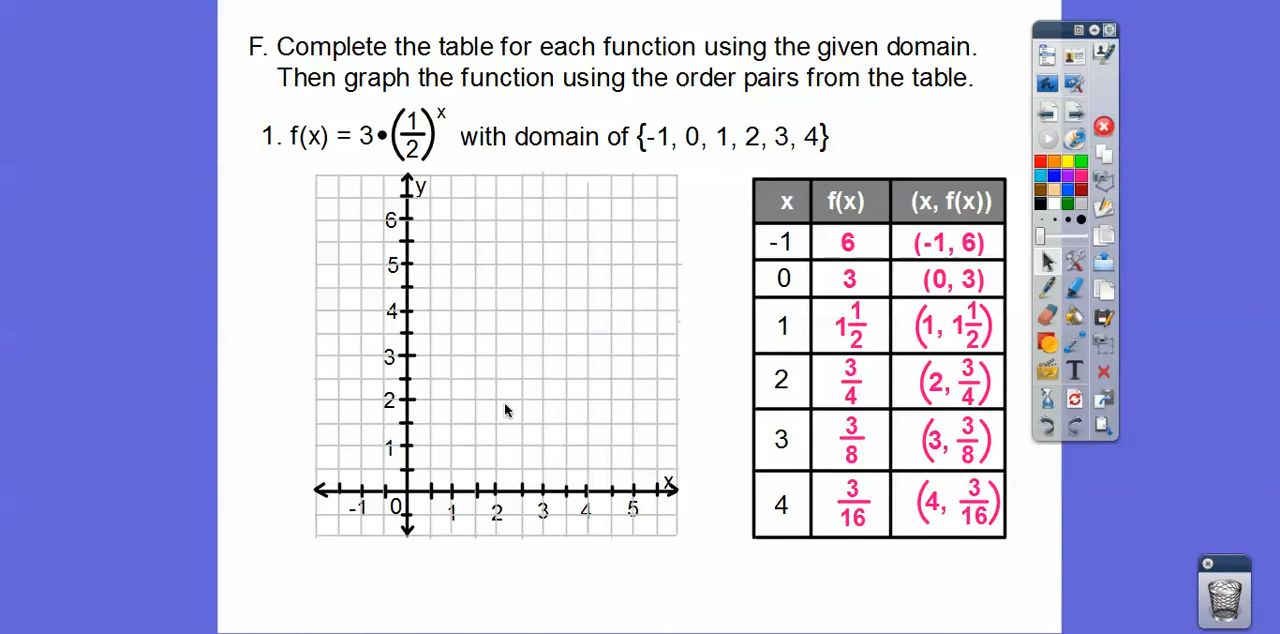 F. Complete the table for each function using the given domain.
Then graph the function using the order pairs from the table.
1. f(x) = 3•(1/2)^x with domain of {-1, 0, 1, 2, 3, 4}
y
6
5
4
3
2
1
x
-1 0 1 2 3 4 5
x f(x) (x, f(x))
-1 6 (-1, 6)
0 3 (0, 3)
1 1 1/2 (1, 1 1/2)
2 3/4 (2, 3/4)
3 3/8 (3, 3/8)
4 3/16 (4, 3/16)
T